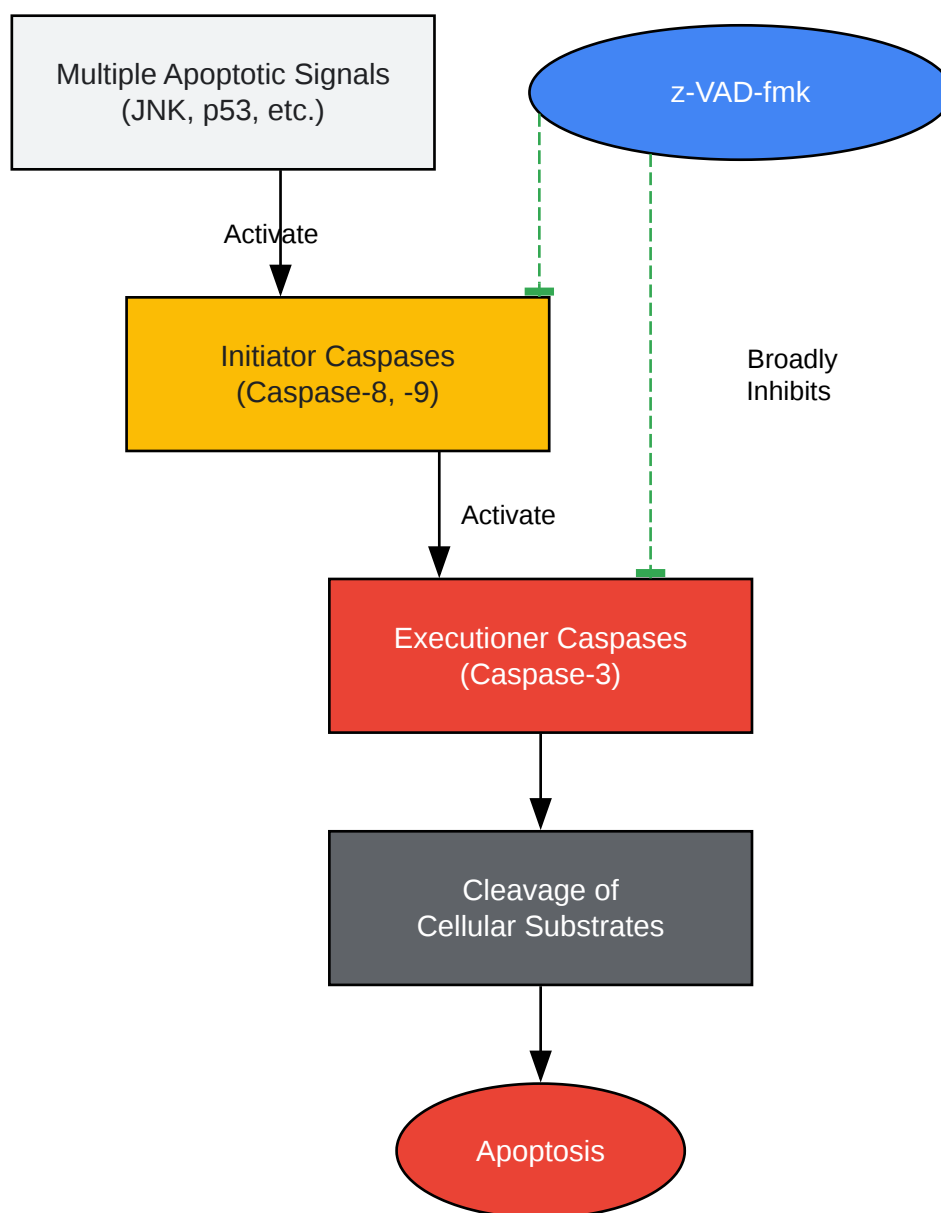 Multiple Apoptotic Signals
(JNK, p53, etc.)
z-VAD-fmk
Activate
Initiator Caspases
(Caspase-8, -9)
Broadly
Inhibits
Activate
Executioner Caspases
(Caspase-3)
Cleavage of
Cellular Substrates
Apoptosis